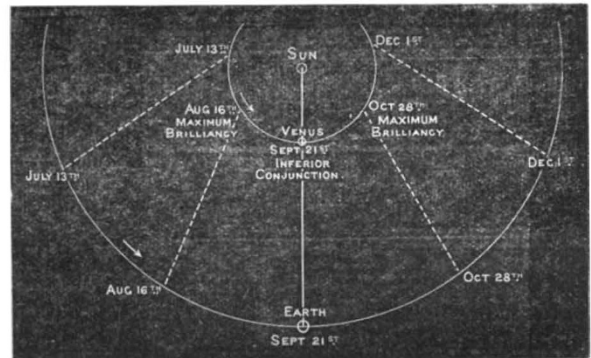 SUN
JULY 13TH
DEC 1ST
AUG 16TH
MAXIMUM
BRILLIANCY
OCT 28TH
MAXIMUM
BRILLIANCY
VENUS
SEPT 21ST
INFERIOR
CONJUNCTION
JULY 13TH
DEC 1ST
AUG 16TH
OCT 28TH
EARTH
SEPT 21ST